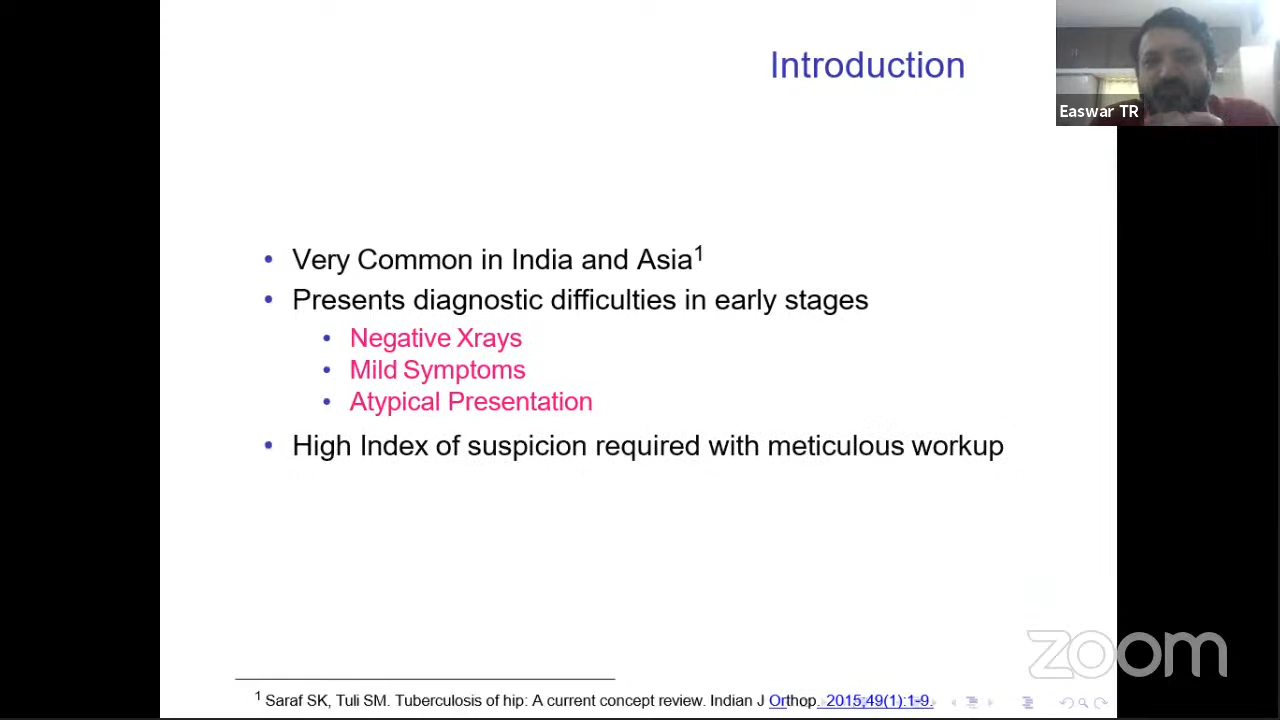 Introduction
Easwar TR
• Very Common in India and Asia1
• Presents diagnostic difficulties in early stages
• Negative Xrays
• Mild Symptoms
• Atypical Presentation
• High Index of suspicion required with meticulous workup
zoom
1 Saraf SK, Tuli SM. Tuberculosis of hip: A current concept review. Indian J Orthop. 2015;49(1):1-9.